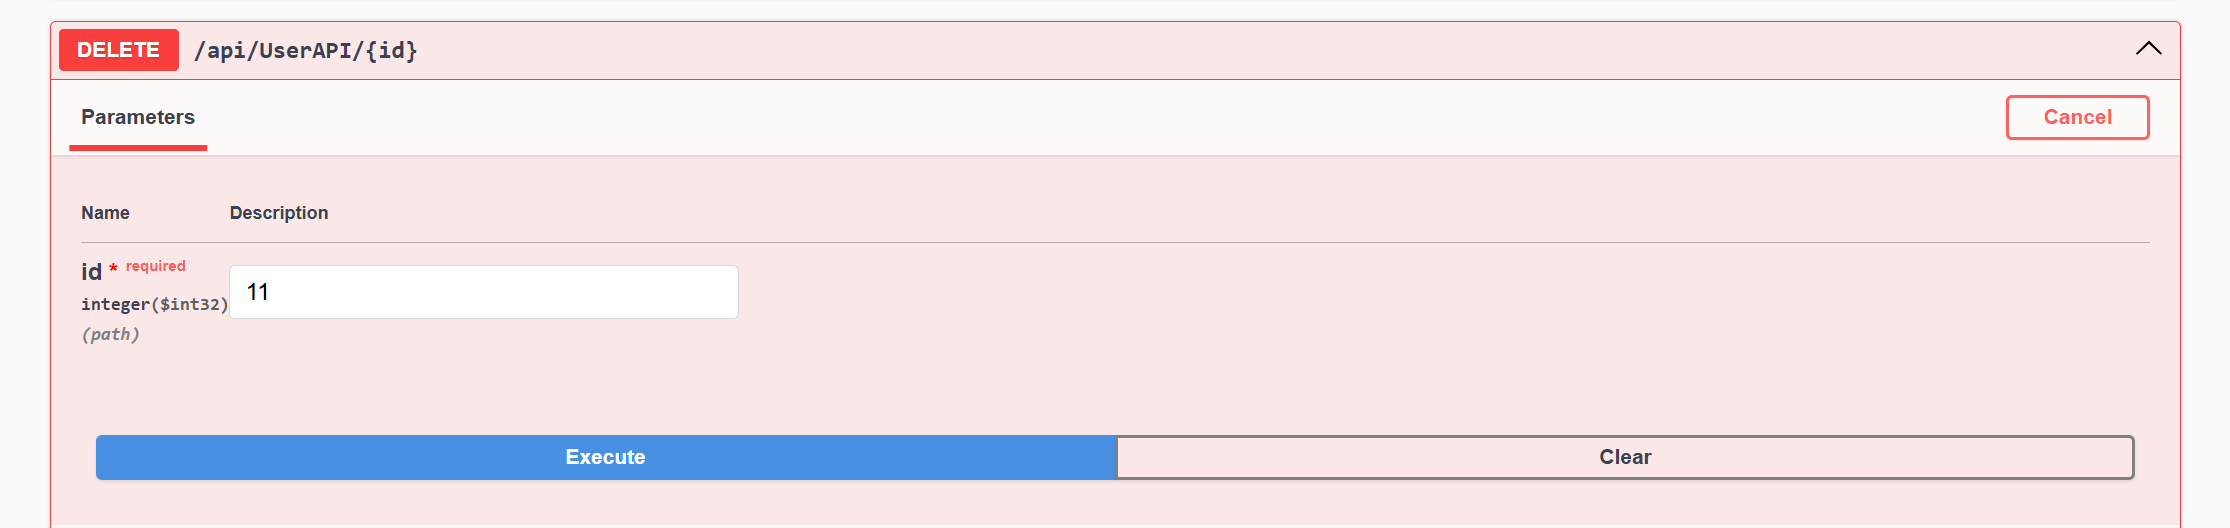 DELETE /api/UserAPI/{id}
Parameters Cancel
Name Description
id * required
integer($int32)
(path)
11
Execute Clear